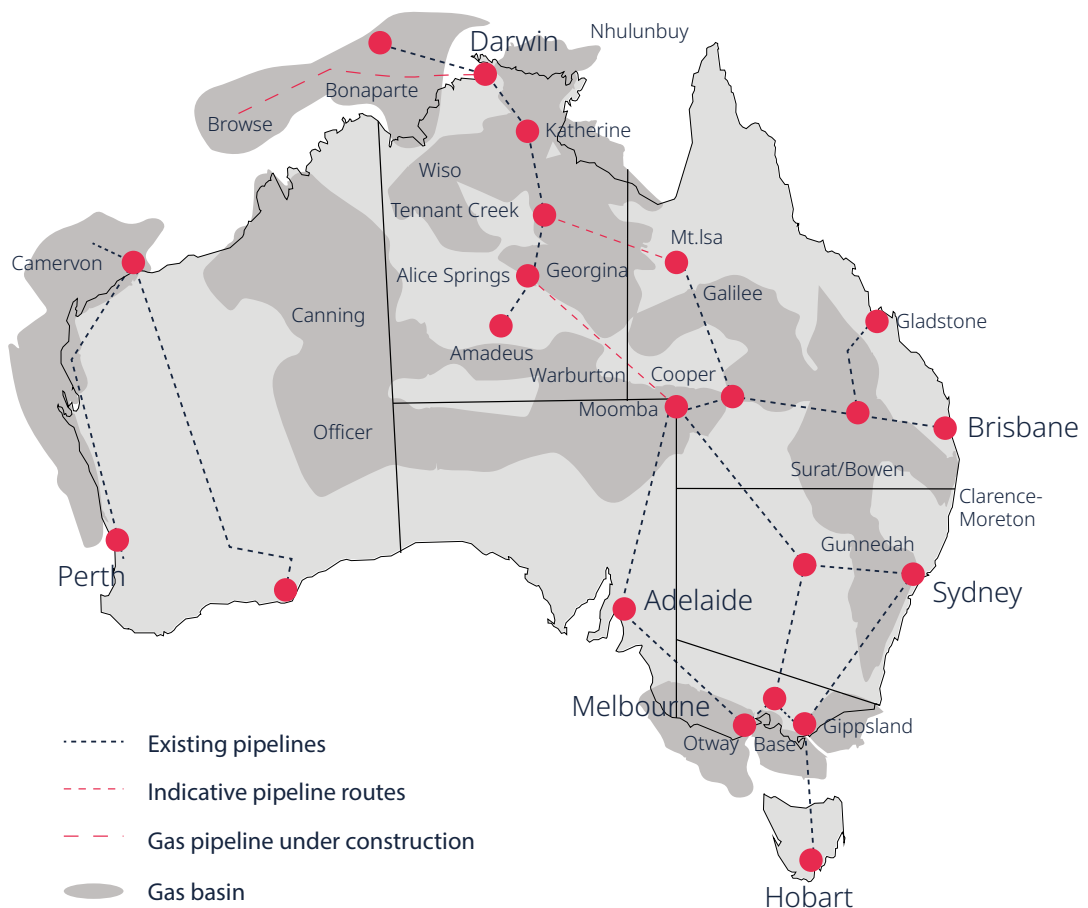 Nhulunbuy
Darwin
Bonaparte
Browse
Katherine
Wiso
Tennant Creek
Mt.Isa
Camervon
Alice Springs
Georgina
Galilee
Canning
Gladstone
Amadeus
Warburton
Cooper
Moomba
Officer
Brisbane
Surat/Bowen
Clarence-
Moreton
Gunnedah
Perth
Adelaide
Sydney
Melbourne
Gippsland
Otway
Base
Existing pipelines
Indicative pipeline routes
Gas pipeline under construction
Gas basin
Hobart